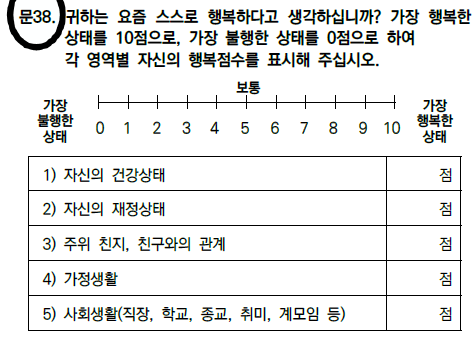 문38. 귀하는 요즘 스스로 행복하다고 생각하십니까? 가장 행복한
상태를 10점으로, 가장 불행한 상태를 0점으로 하여
각 영역별 자신의 행복점수를 표시해 주십시오.
보통
가장 불행한 상태
0 1 2 3 4 5 6 7 8 9 10
가장 행복한 상태
1) 자신의 건강상태 점
2) 자신의 재정상태 점
3) 주위 친지, 친구와의 관계 점
4) 가정생활 점
5) 사회생활(직장, 학교, 종교, 취미, 계모임 등) 점